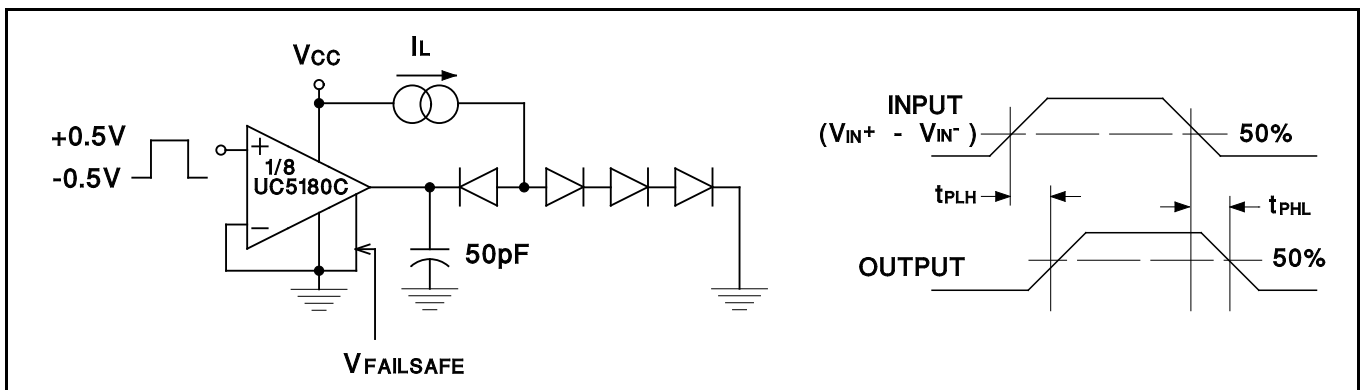 VCC
IL
+0.5V
-0.5V
+
1/8
UC5180C
−
50pF
VFAILSAFE
INPUT
(VIN+ - VIN-)
50%
tPLH
tPHL
OUTPUT
50%